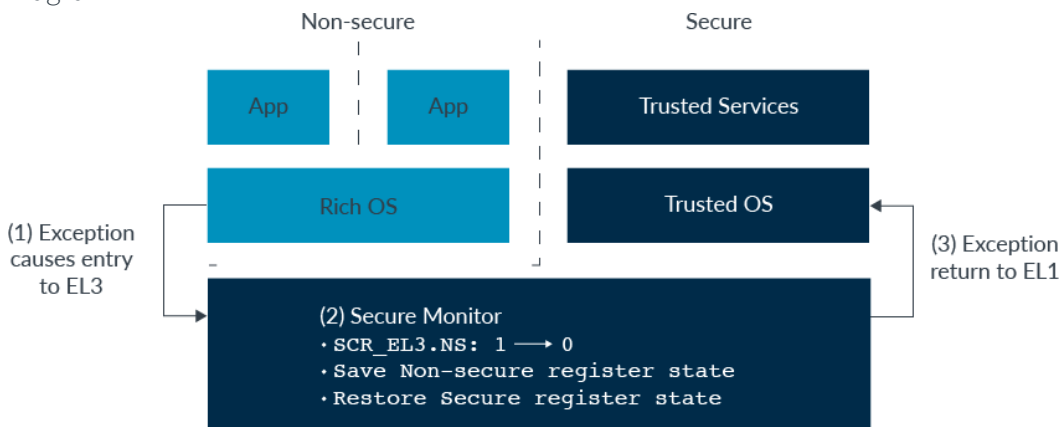 Non-secure
Secure
App
App
Trusted Services
Rich OS
Trusted OS
(1) Exception
causes entry
to EL3
(3) Exception
return to EL1
(2) Secure Monitor
· SCR_EL3.NS: 1 ⟶ 0
· Save Non-secure register state
· Restore Secure register state